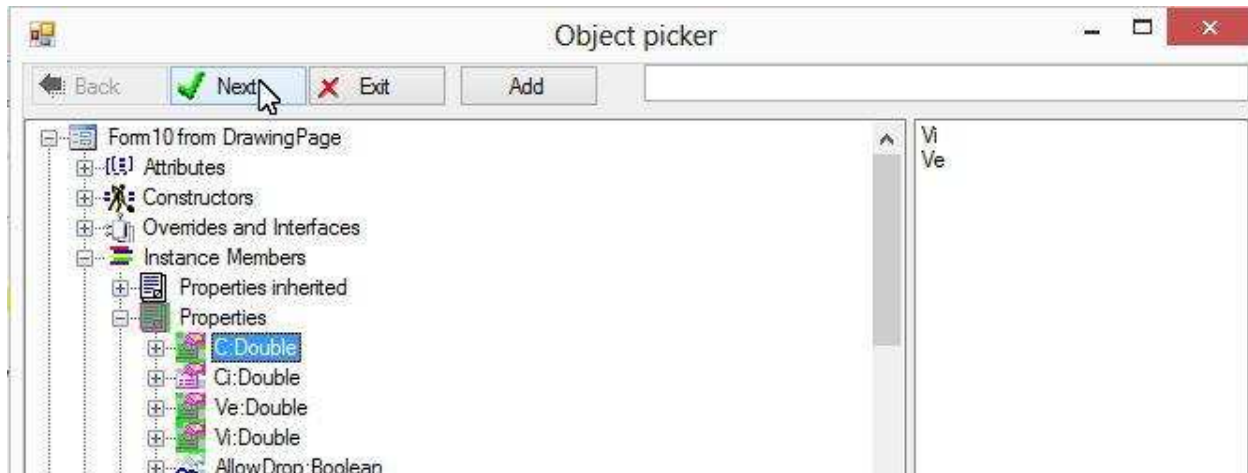 Object picker
Back Next Exit Add
Form10 from DrawingPage
Attributes
Constructors
Overrides and Interfaces
Instance Members
Properties inherited
Properties
C:Double
Ci:Double
Ve:Double
Vi:Double
AllowDrop:Boolean
Vi
Ve